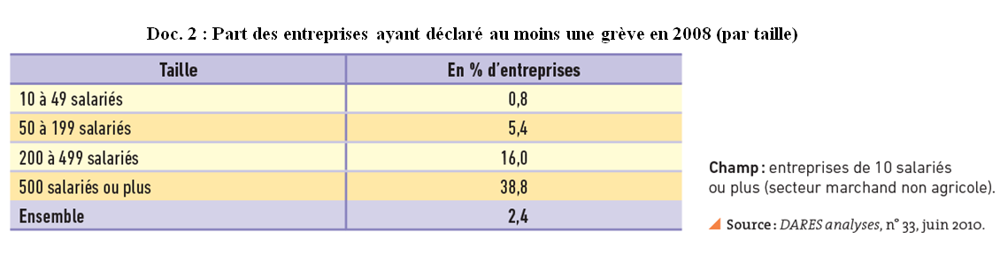 Doc. 2 : Part des entreprises ayant déclaré au moins une grève en 2008 (par taille)
Taille En % d'entreprises
10 à 49 salariés 0,8
50 à 199 salariés 5,4
200 à 499 salariés 16,0
500 salariés ou plus 38,8
Ensemble 2,4
Champ : entreprises de 10 salariés
ou plus (secteur marchand non agricole).
Source : DARES analyses, n° 33, juin 2010.